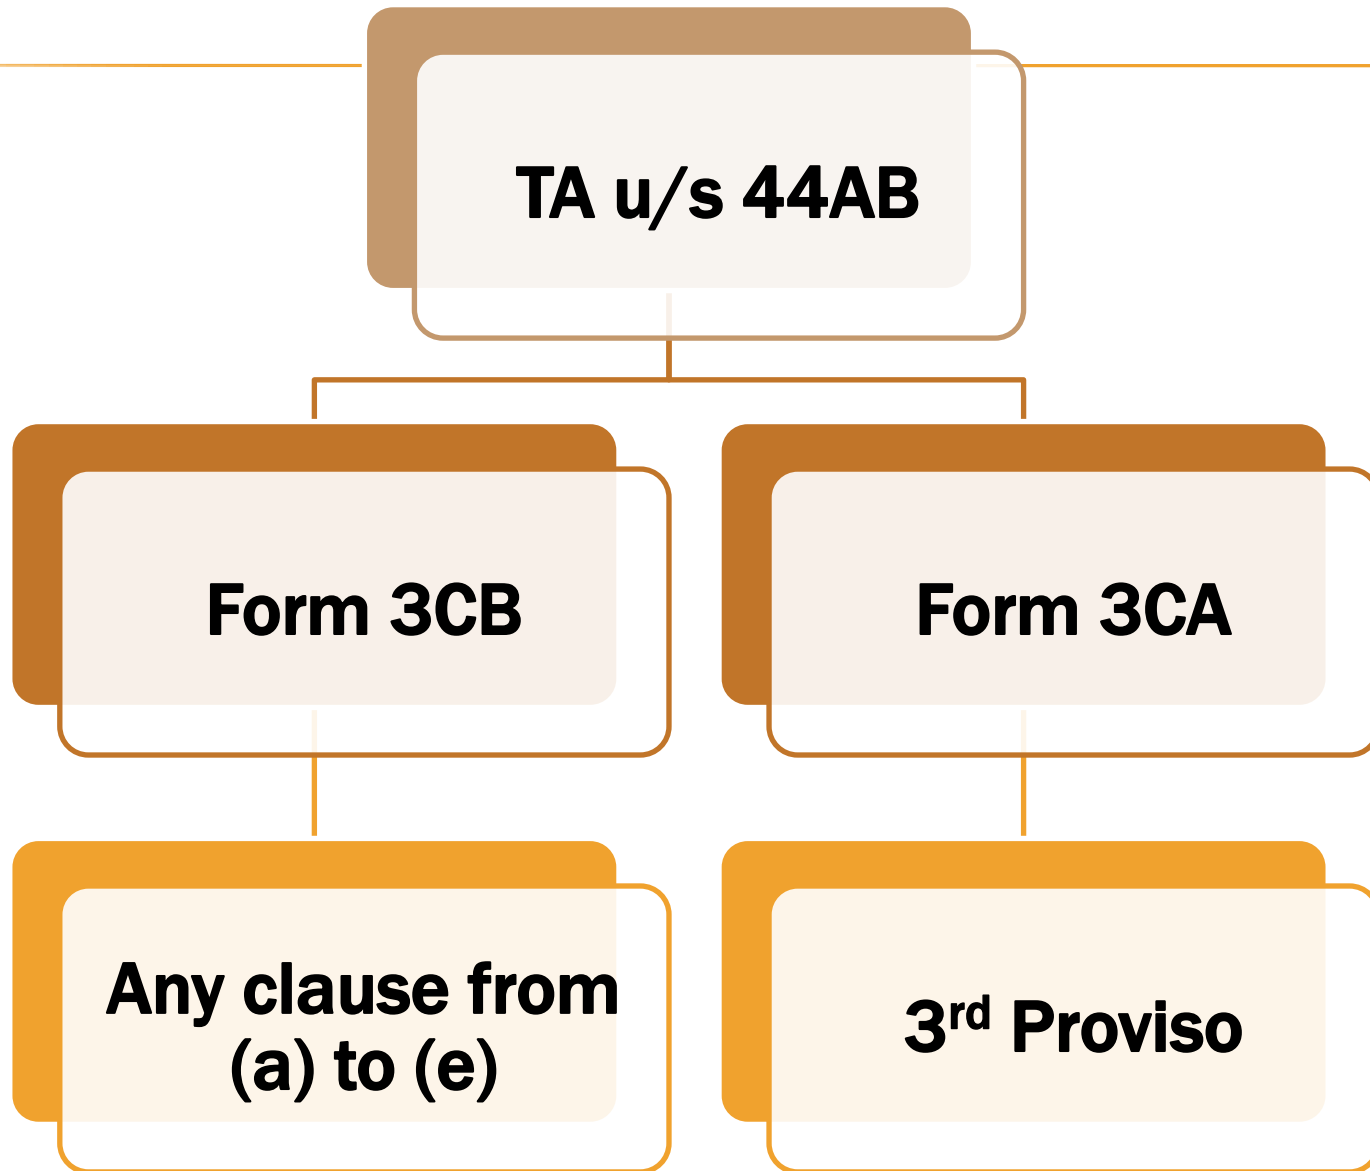 TA u/s 44AB
Form 3CB
Form 3CA
Any clause from
(a) to (e)
3rd Proviso